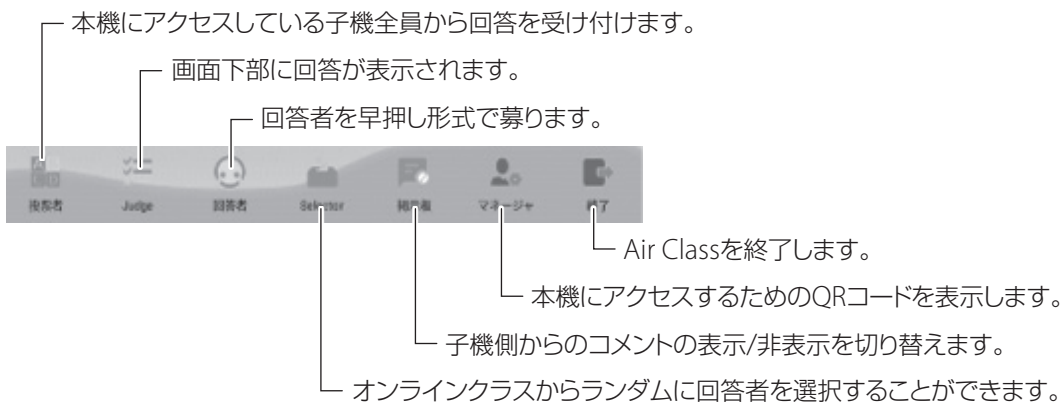 本機にアクセスしている子機全員から回答を受け付けます。
画面下部に回答が表示されます。
回答者を早押し形式で募ります。
Judge
回答者
Selector
マネージャ
終了
Air Classを終了します。
本機にアクセスするためのQRコードを表示します。
子機側からのコメントの表示/非表示を切り替えます。
オンラインクラスからランダムに回答者を選択することができます。